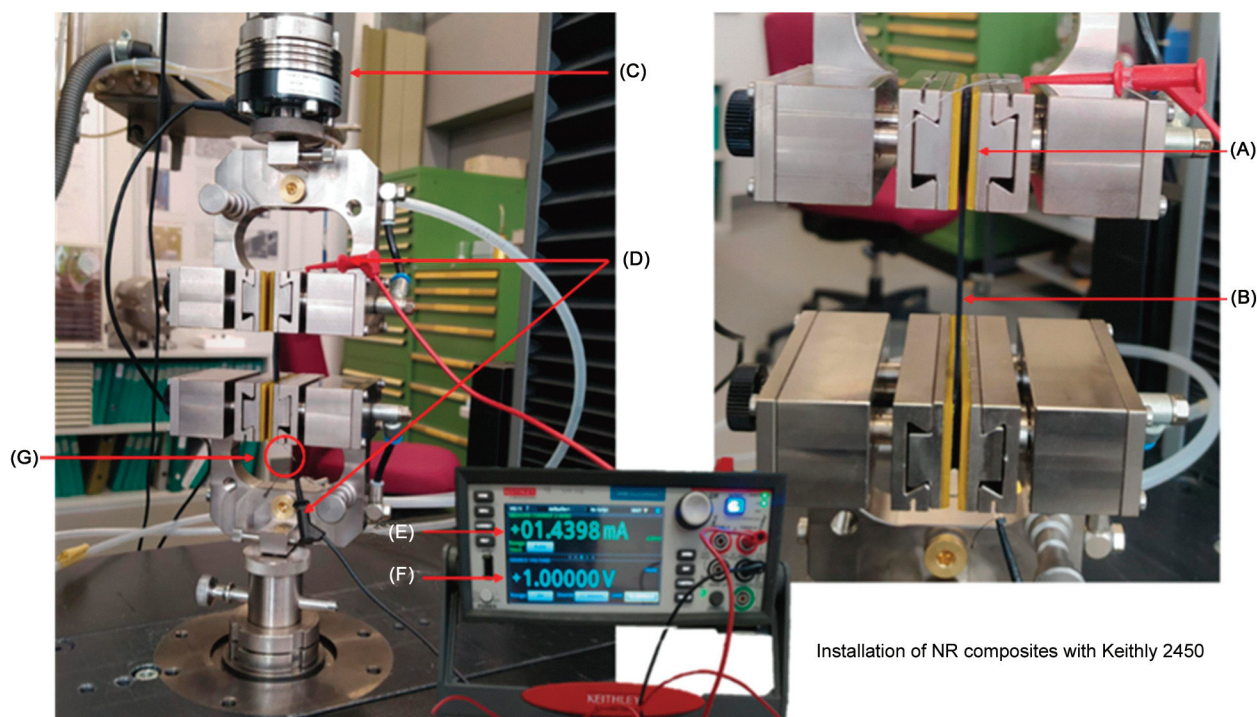 (C)
(A)
(D)
(B)
(G)
(E)
+01.4398 mA
(F)
+1.00000 V
KEITHLEY
Installation of NR composites with Keithly 2450